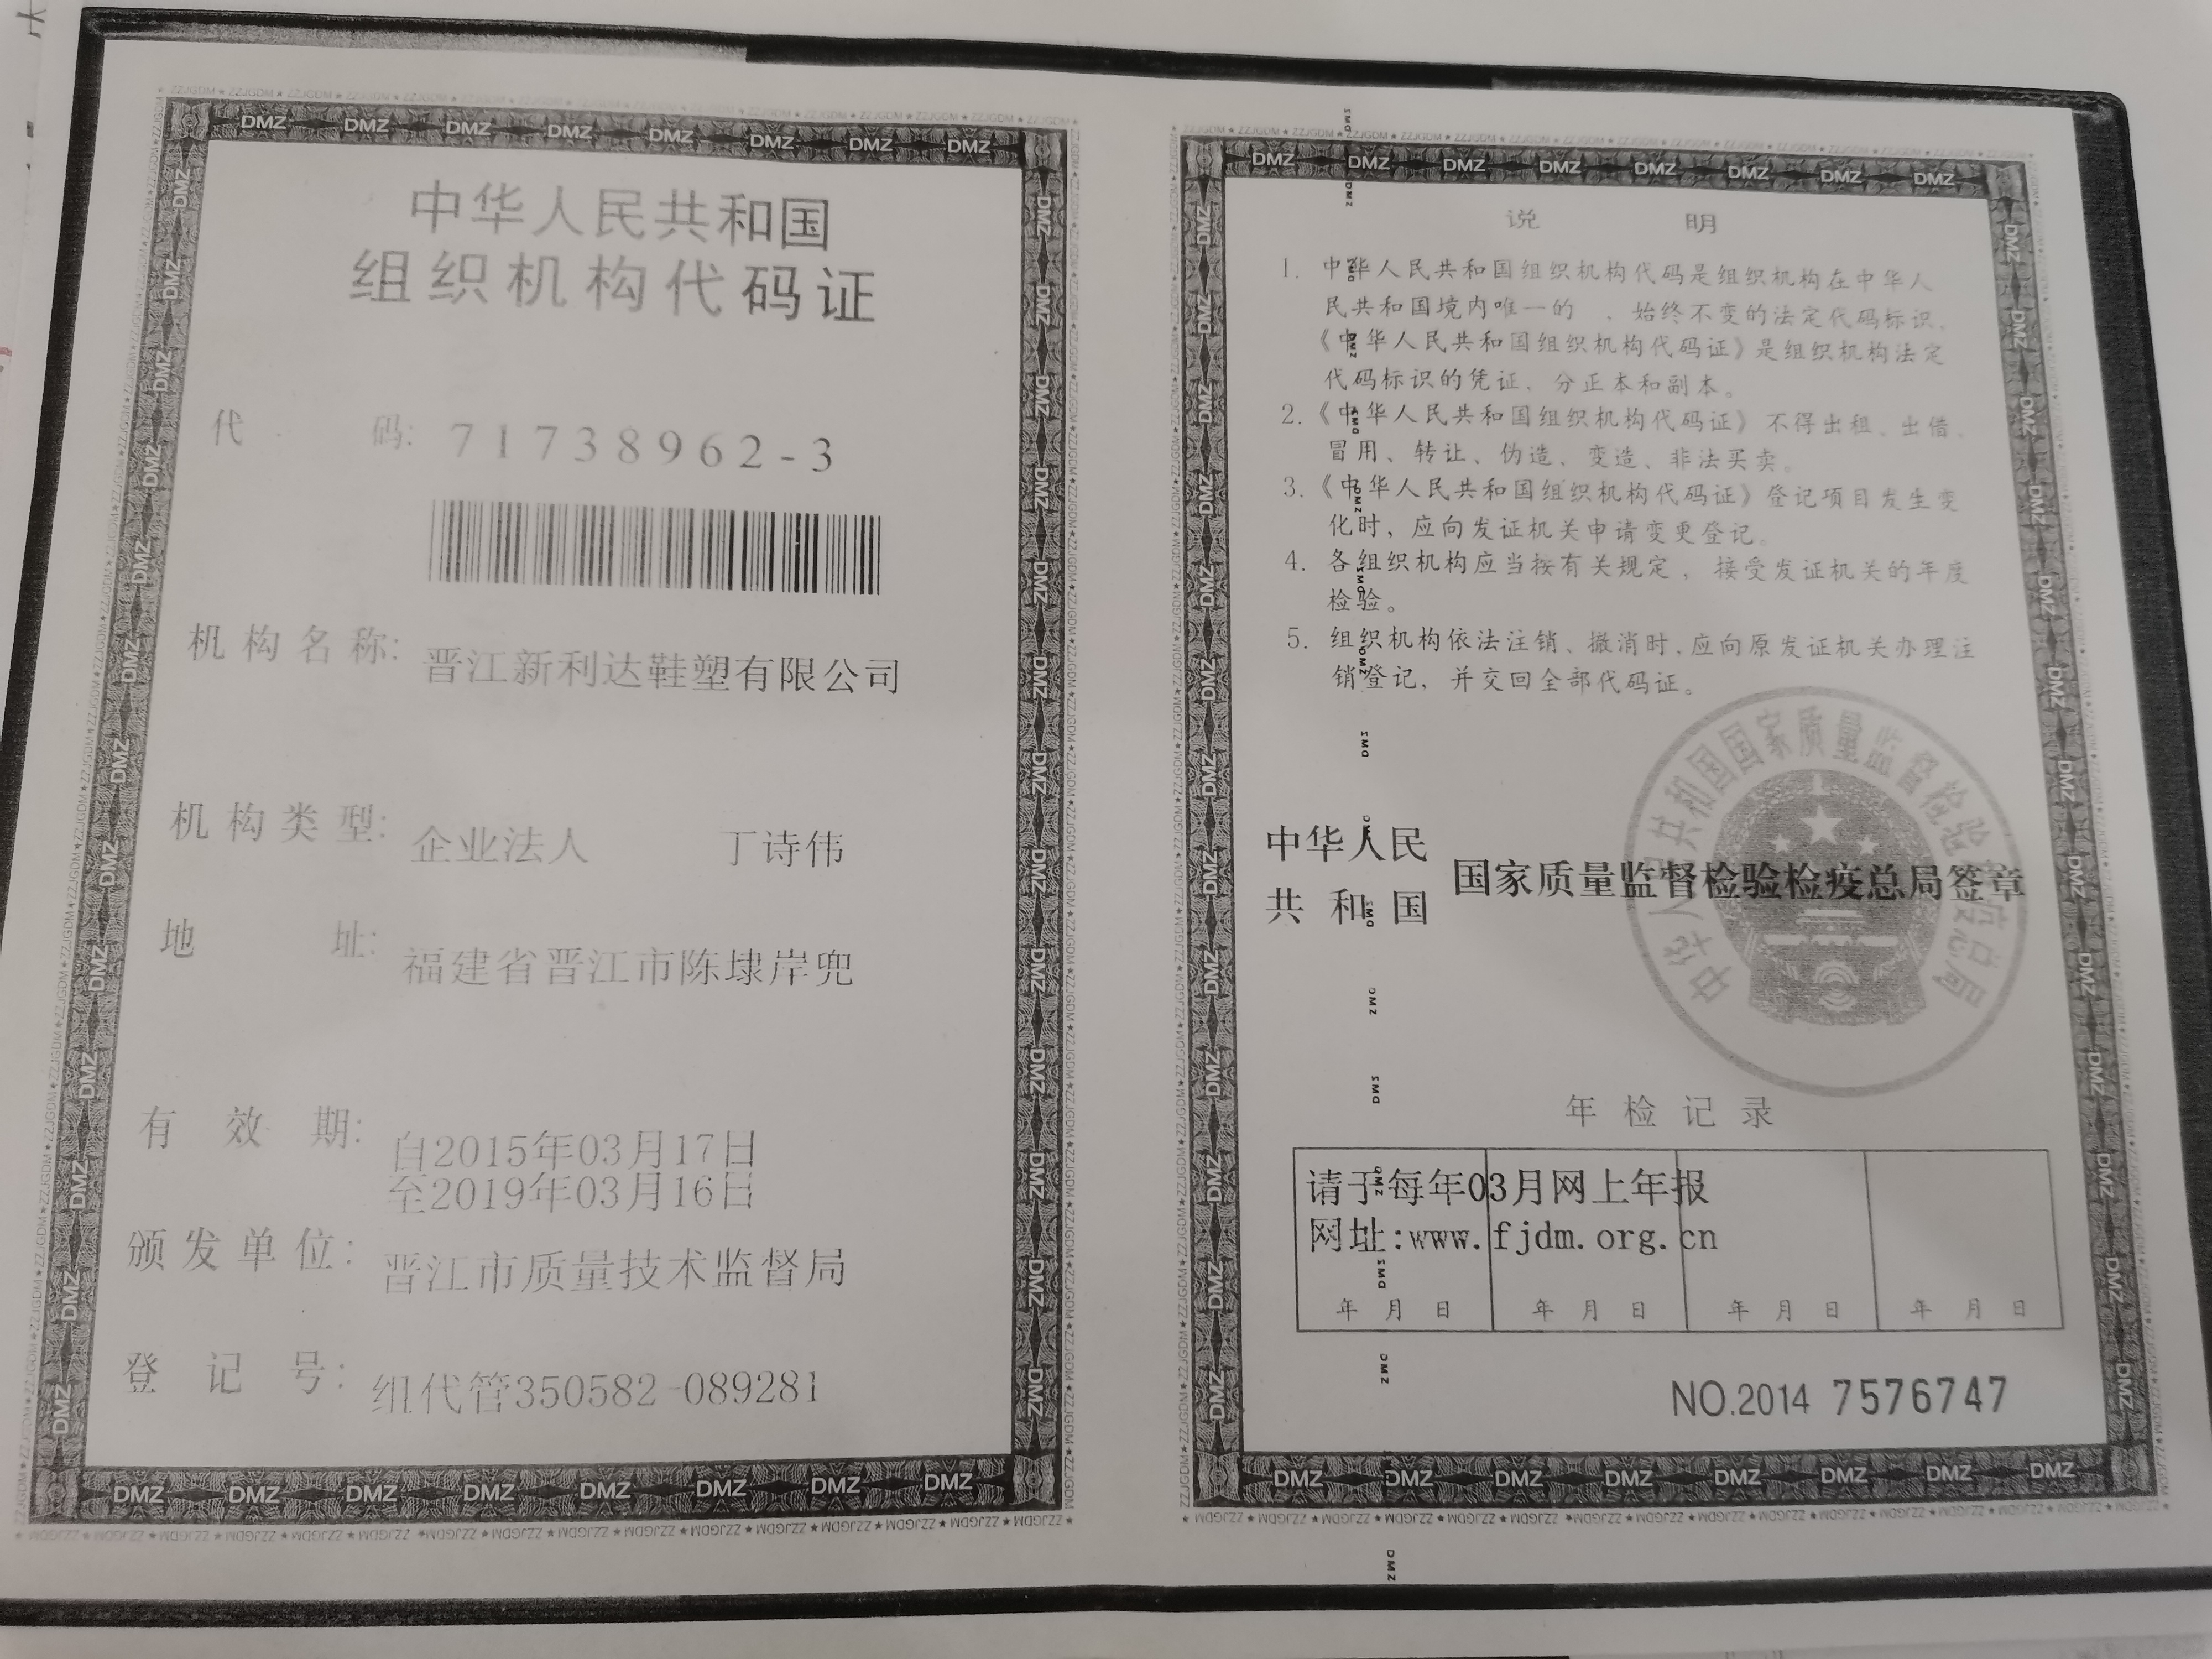 中华人民共和国
组织机构代码证
代 码: 71738962-3
机构名称: 晋江新利达鞋塑有限公司
机构类型: 企业法人 丁诗伟
地 址: 福建省晋江市陈埭岸兜
有 效 期: 自2015年03月17日
至2019年03月16日
颁发单位: 晋江市质量技术监督局
登 记 号: 组代管350582-089281
说 明
1. 中华人民共和国组织机构代码是组织机构在中华人
民共和国境内唯一的 、始终不变的法定代码标识,
《中华人民共和国组织机构代码证》是组织机构法定
代码标识的凭证, 分正本和副本。
2.《中华人民共和国组织机构代码证》不得出租、出借、
冒用、转让、伪造、变造、非法买卖。
3.《中华人民共和国组织机构代码证》登记项目发生变
化时, 应向发证机关申请变更登记。
4. 各组织机构应当按有关规定, 接受发证机关的年度
检验。
5. 组织机构依法注销、撤消时,应向原发证机关办理注
销登记, 并交回全部代码证。
中华人民
共 和 国
国家质量监督检验检疫总局签章
中华人民共和国国家质量监督检验检疫总局
年检记录
请于每年03月网上年报
网址:www.fjdm.org.cn
年 月 日 年 月 日 年 月 日 年 月 日
NO.2014 7576747